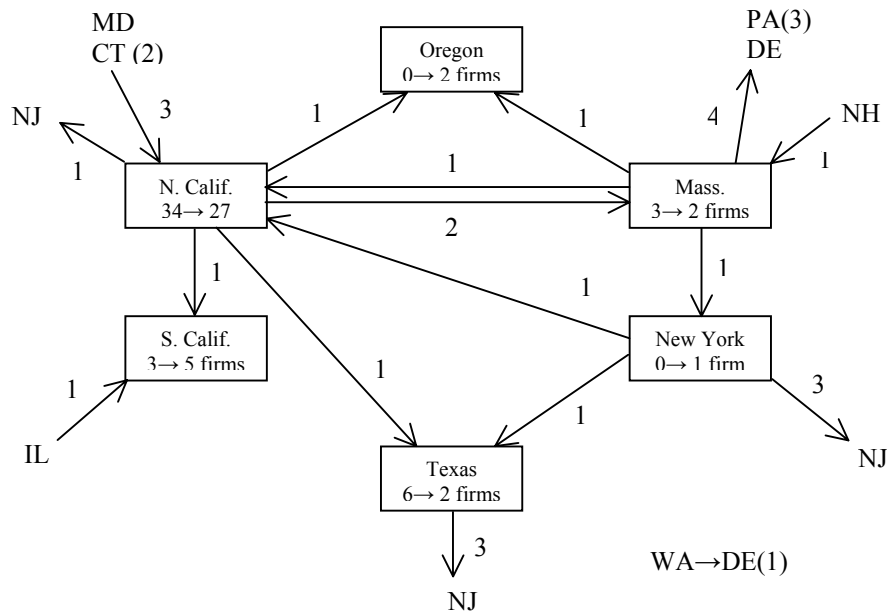 MD
CT (2)
Oregon
0→ 2 firms
PA(3)
DE
NJ
3
1
1
4
NH
1
1
N. Calif.
34→ 27
1
Mass.
3→ 2 firms
2
1
1
1
S. Calif.
3→ 5 firms
New York
0→ 1 firm
1
1
1
3
IL
Texas
6→ 2 firms
NJ
3
WA→DE(1)
NJ